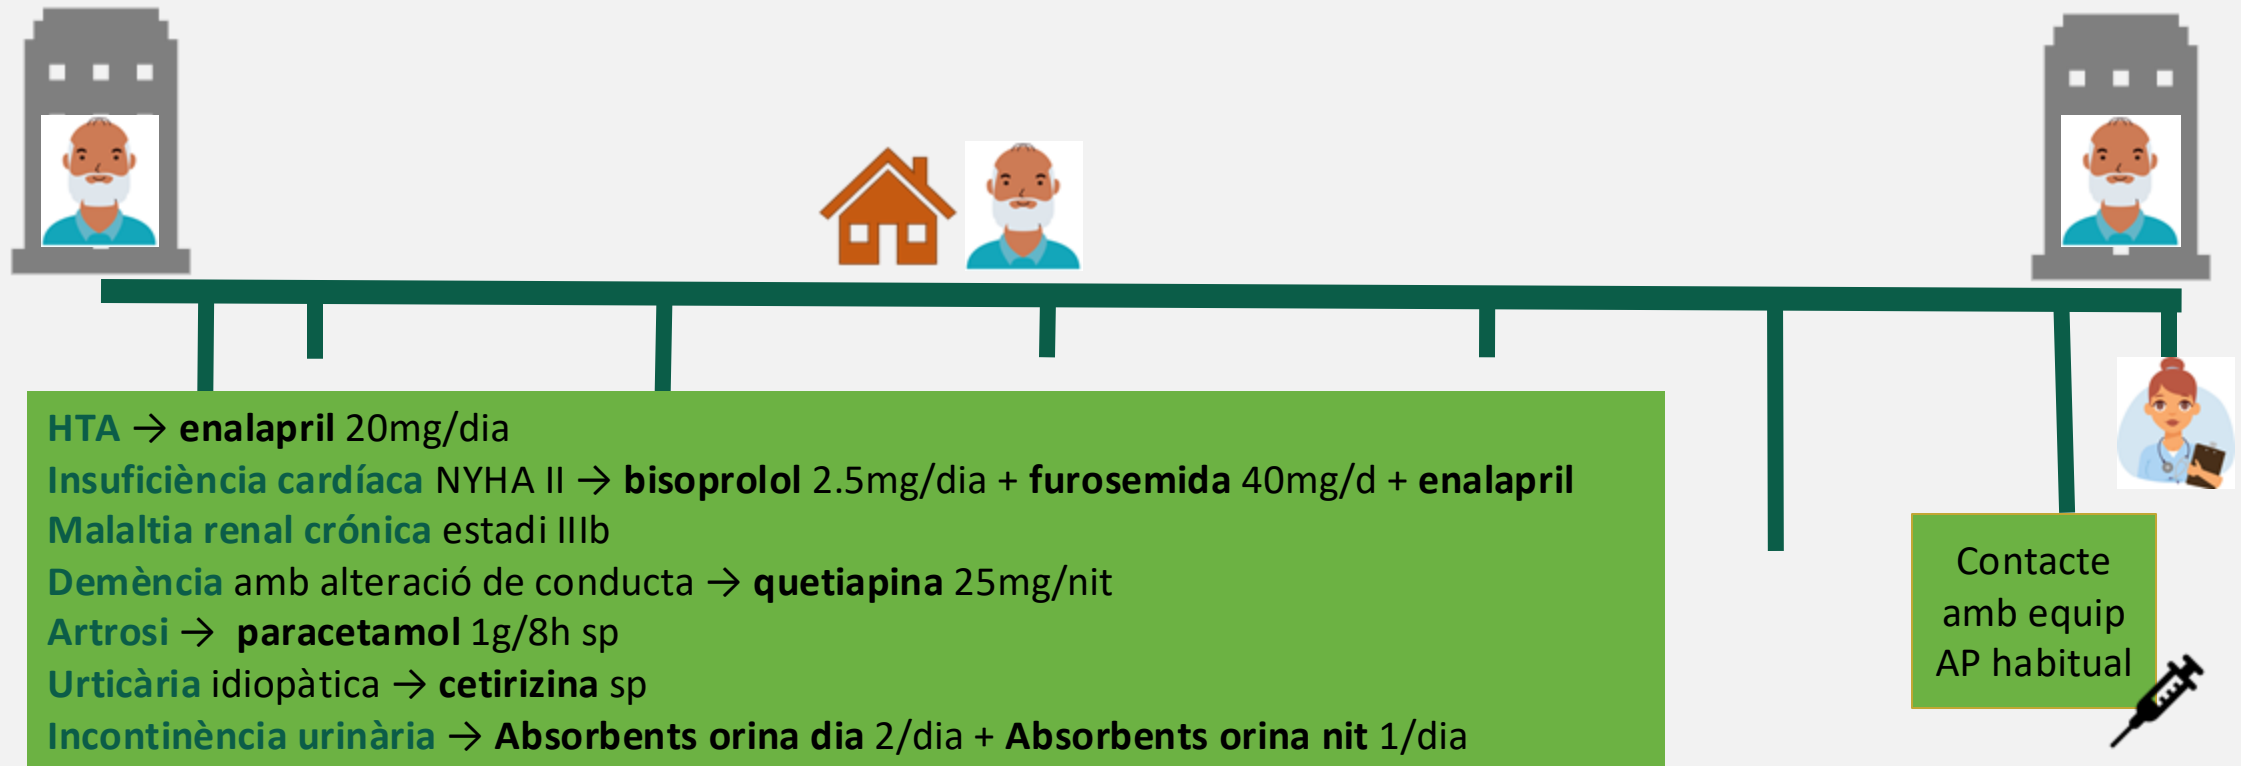 HTA → enalapril 20mg/dia
Insuficiència cardíaca NYHA II → bisoprolol 2.5mg/dia + furosemida 40mg/d + enalapril
Malaltia renal crónica estadi IIIb
Demència amb alteració de conducta → quetiapina 25mg/nit
Artrosi → paracetamol 1g/8h sp
Urticària idiopàtica → cetirizina sp
Incontinència urinària → Absorbents orina dia 2/dia + Absorbents orina nit 1/dia
Contacte
amb equip
AP habitual